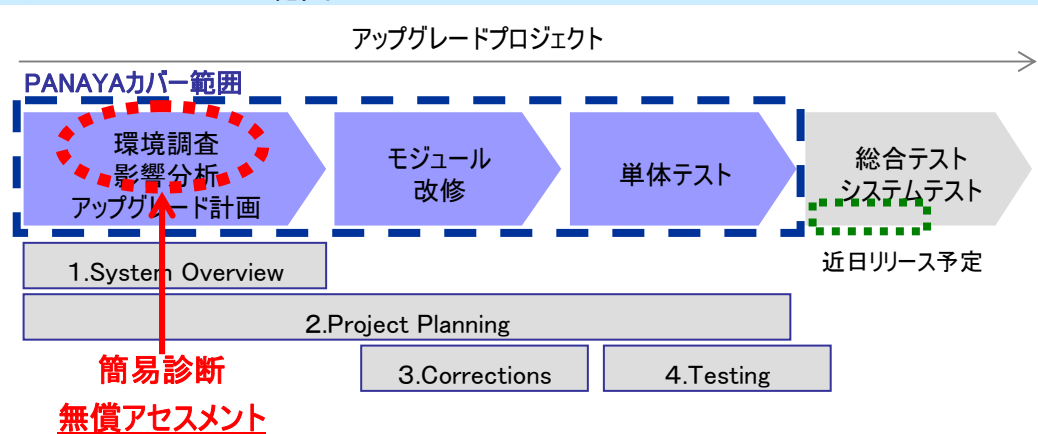 アップグレードプロジェクト
PANAYAカバー範囲
環境調査
影響分析
アップグレード計画
モジュール
改修
単体テスト
総合テスト
システムテスト
近日リリース予定
1.System Overview
2.Project Planning
3.Corrections
4.Testing
簡易診断
無償アセスメント